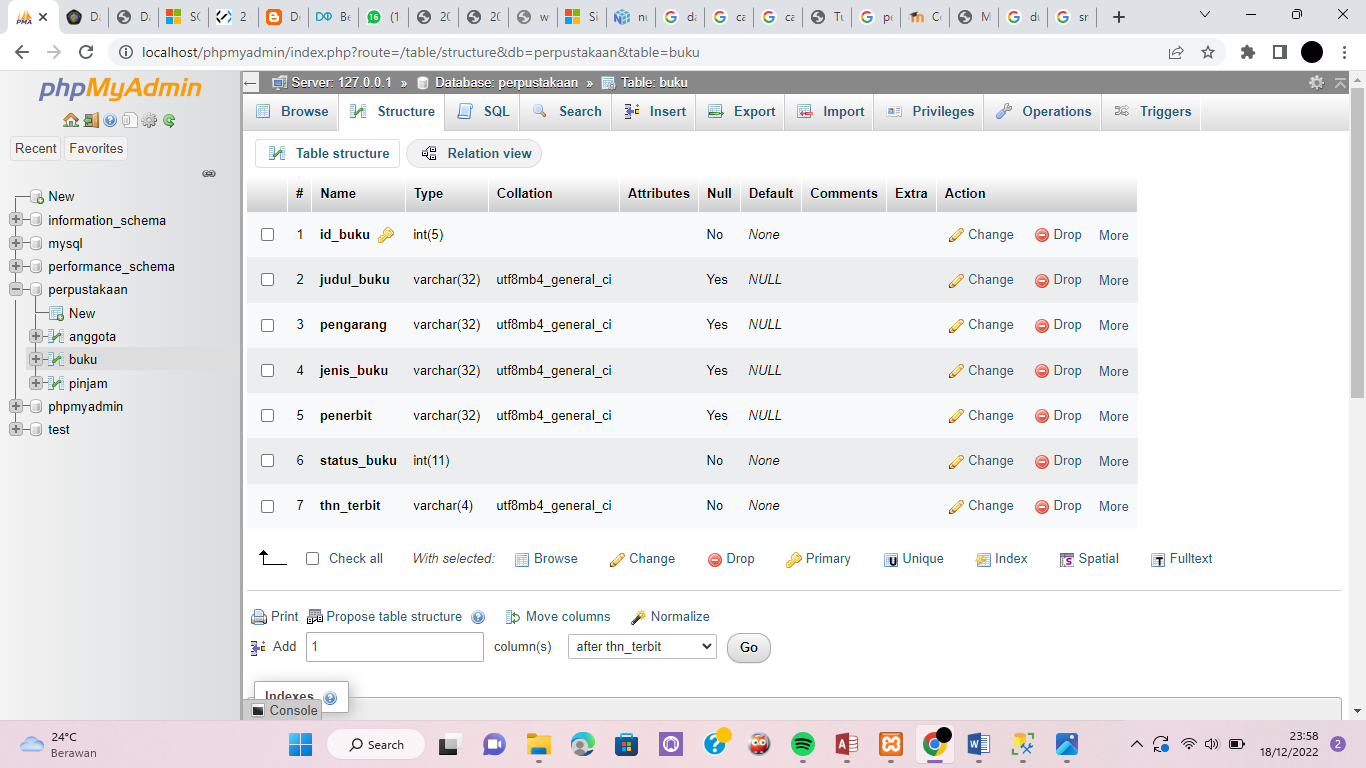 Da
Da
SC
2
De
Be
(1
20
20
w
Si
nu
da
ca
ca
Tu
pe
Co
M
du
sr
localhost/phpmyadmin/index.php?route=/table/structure&db=perpustakaan&table=buku
phpMyAdmin
Recent Favorites
New
information_schema
mysql
performance_schema
perpustakaan
New
anggota
buku
pinjam
phpmyadmin
test
Server: 127.0.0.1 » Database: perpustakaan » Table: buku
Browse Structure SQL Search Insert Export Import Privileges Operations Triggers
Table structure Relation view
# Name Type Collation Attributes Null Default Comments Extra Action
1 id_buku int(5) No None Change Drop More
2 judul_buku varchar(32) utf8mb4_general_ci Yes NULL Change Drop More
3 pengarang varchar(32) utf8mb4_general_ci Yes NULL Change Drop More
4 jenis_buku varchar(32) utf8mb4_general_ci Yes NULL Change Drop More
5 penerbit varchar(32) utf8mb4_general_ci Yes NULL Change Drop More
6 status_buku int(11) No None Change Drop More
7 thn_terbit varchar(4) utf8mb4_general_ci No None Change Drop More
Check all With selected: Browse Change Drop Primary Unique Index Spatial Fulltext
Print Propose table structure Move columns Normalize
Add 1 column(s) after thn_terbit Go
Indexes
Console
24°C
Berawan
Search
23:58
18/12/2022
2